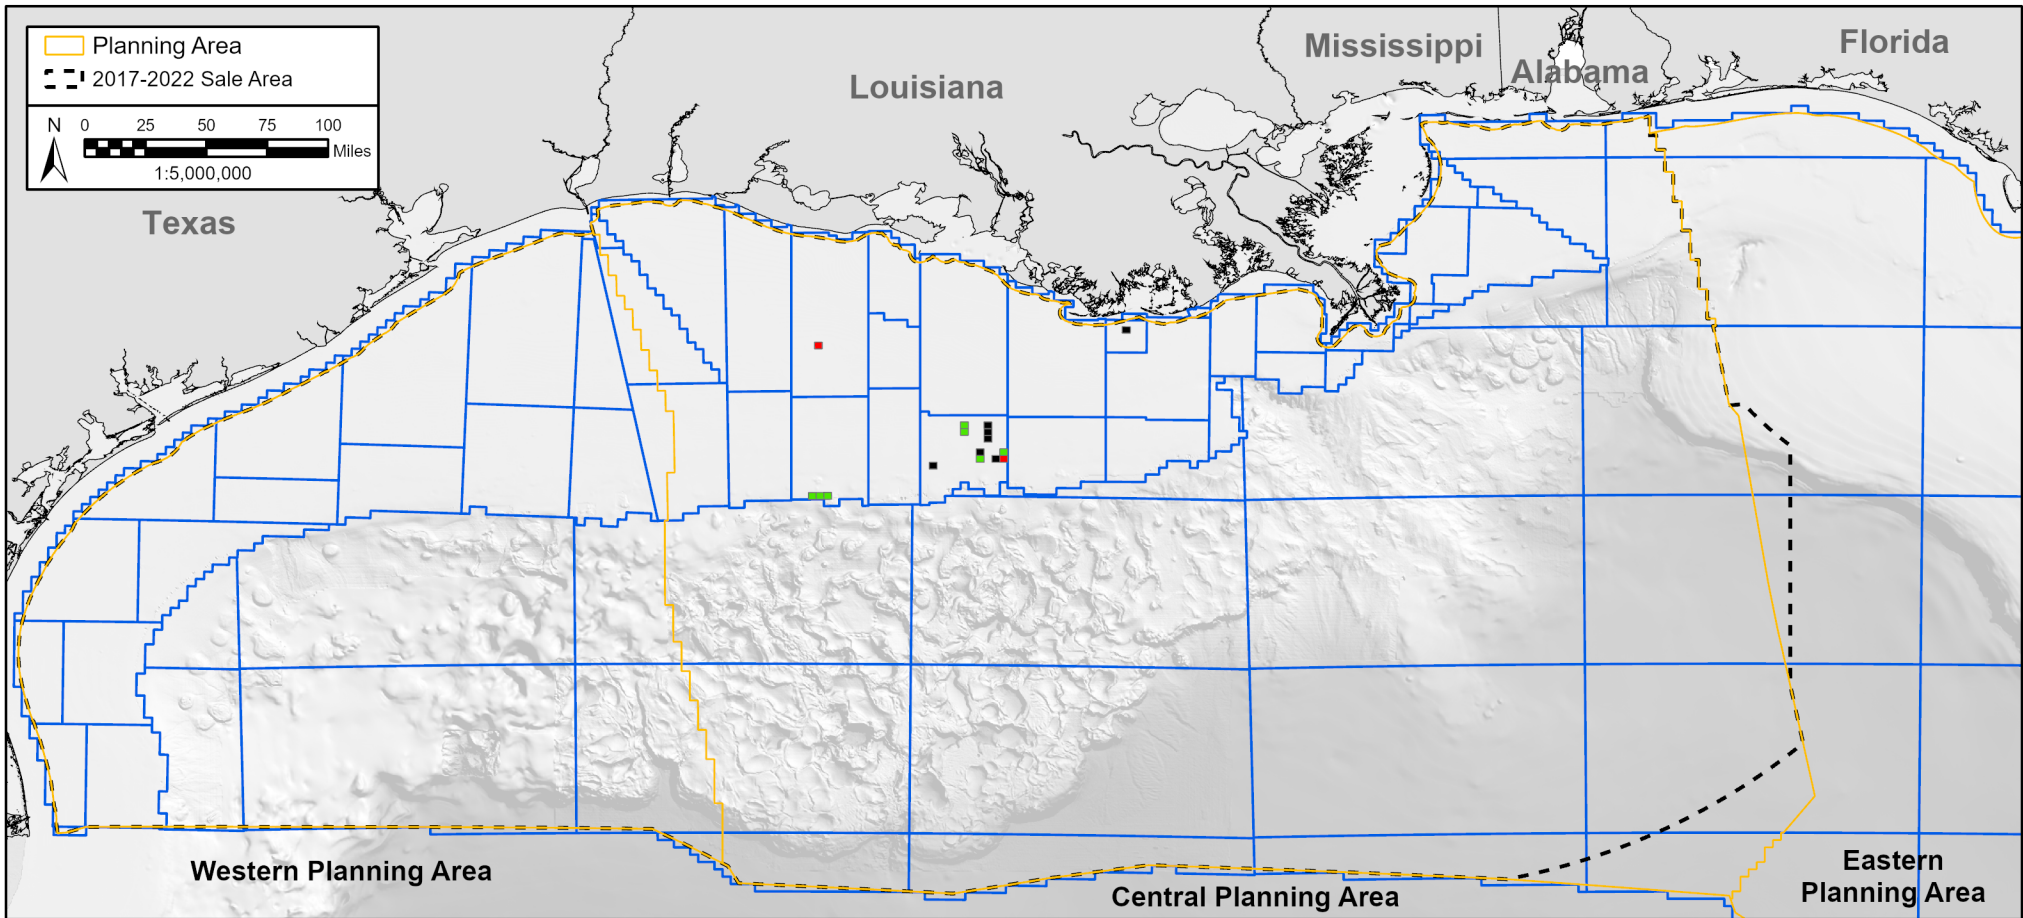 Planning Area
2017-2022 Sale Area
N
0 25 50 75 100
Miles
1:5,000,000
Texas
Louisiana
Mississippi
Alabama
Florida
Western Planning Area
Central Planning Area
Eastern
Planning Area